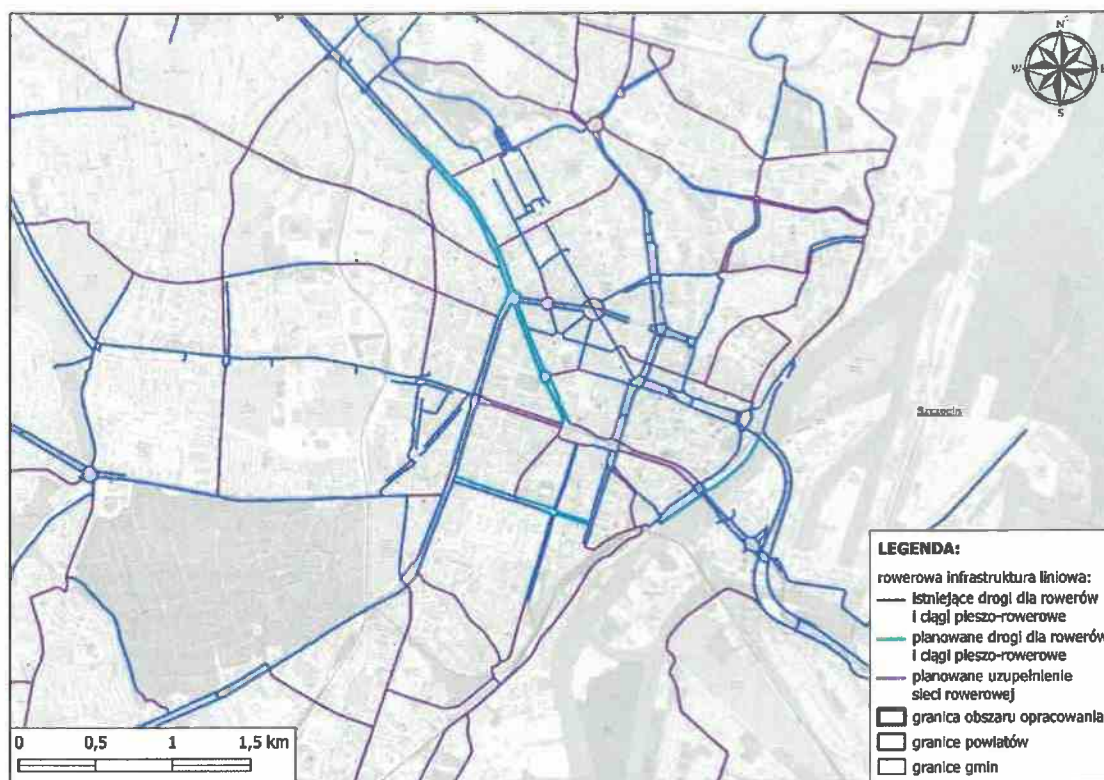 N
W
E
S
Szczecin
LEGENDA:
rowerowa infrastruktura liniowa:
istniejące drogi dla rowerów
i ciągi pieszo-rowerowe
planowane drogi dla rowerów
i ciągi pieszo-rowerowe
planowane uzupełnienie
sieci rowerowej
granica obszaru opracowania
granice powiatów
granice gmin
0 0,5 1 1,5 km